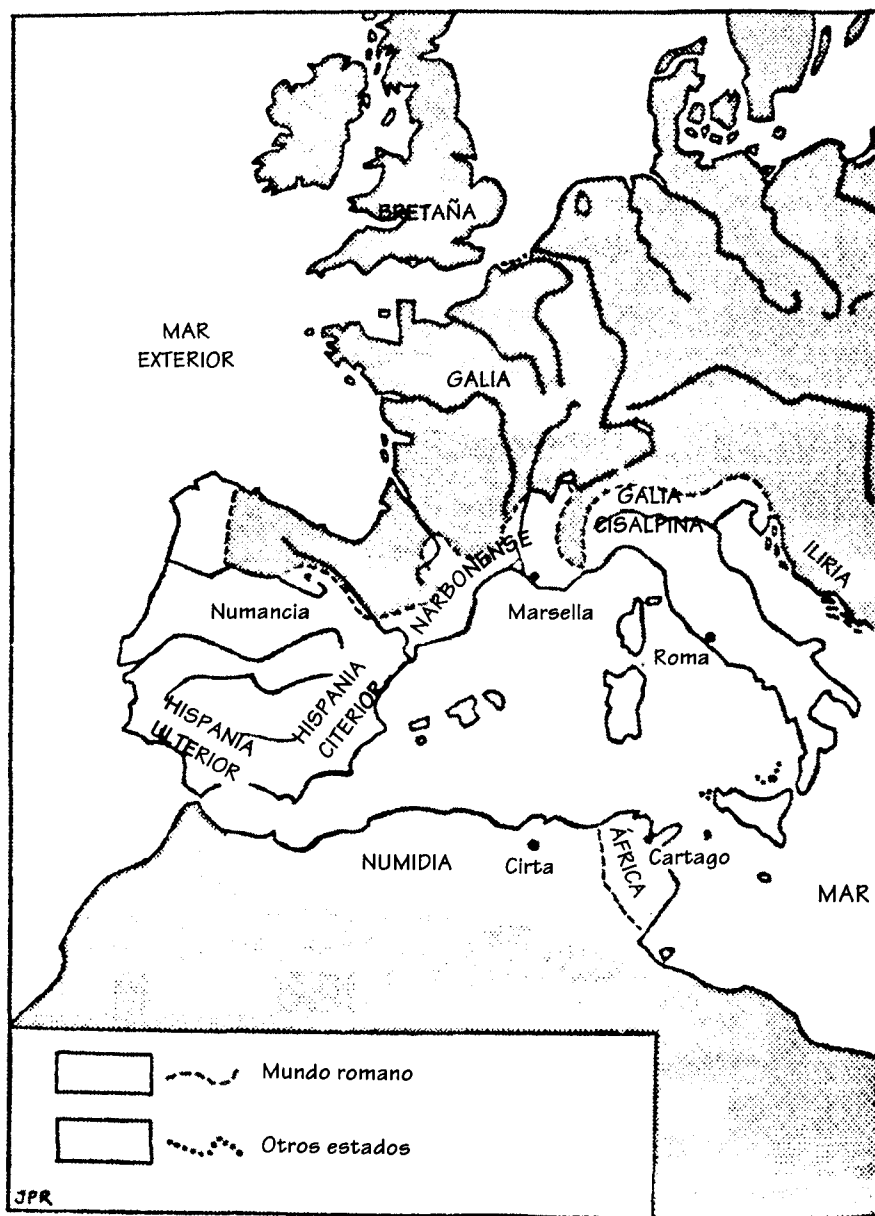 BRETAÑA
MAR
EXTERIOR
GALIA
GALIA
CISALPINA
ILIRIA
NARBONENSE
Numancia
Marsella
Roma
HISPANIA
CITERIOR
HISPANIA
ULTERIOR
NUMIDIA
Cirta
ÁFRICA
Cartago
MAR
Mundo romano
Otros estados
JPR